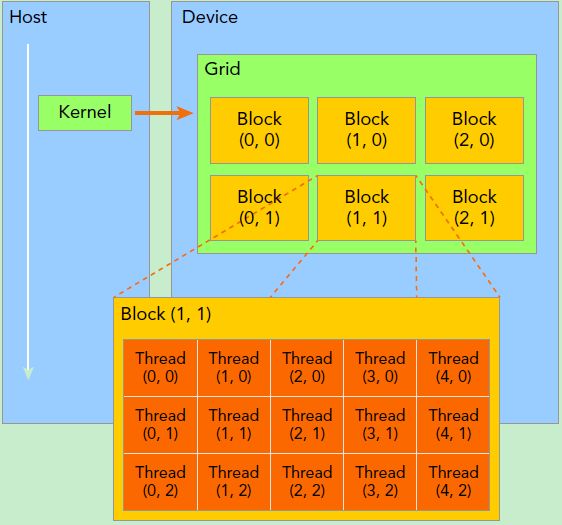 Host
Device
Grid
Kernel
Block
(0, 0)
Block
(1, 0)
Block
(2, 0)
Block
(0, 1)
Block
(1, 1)
Block
(2, 1)
Block (1, 1)
Thread
(0, 0)
Thread
(1, 0)
Thread
(2, 0)
Thread
(3, 0)
Thread
(4, 0)
Thread
(0, 1)
Thread
(1, 1)
Thread
(2, 1)
Thread
(3, 1)
Thread
(4, 1)
Thread
(0, 2)
Thread
(1, 2)
Thread
(2, 2)
Thread
(3, 2)
Thread
(4, 2)